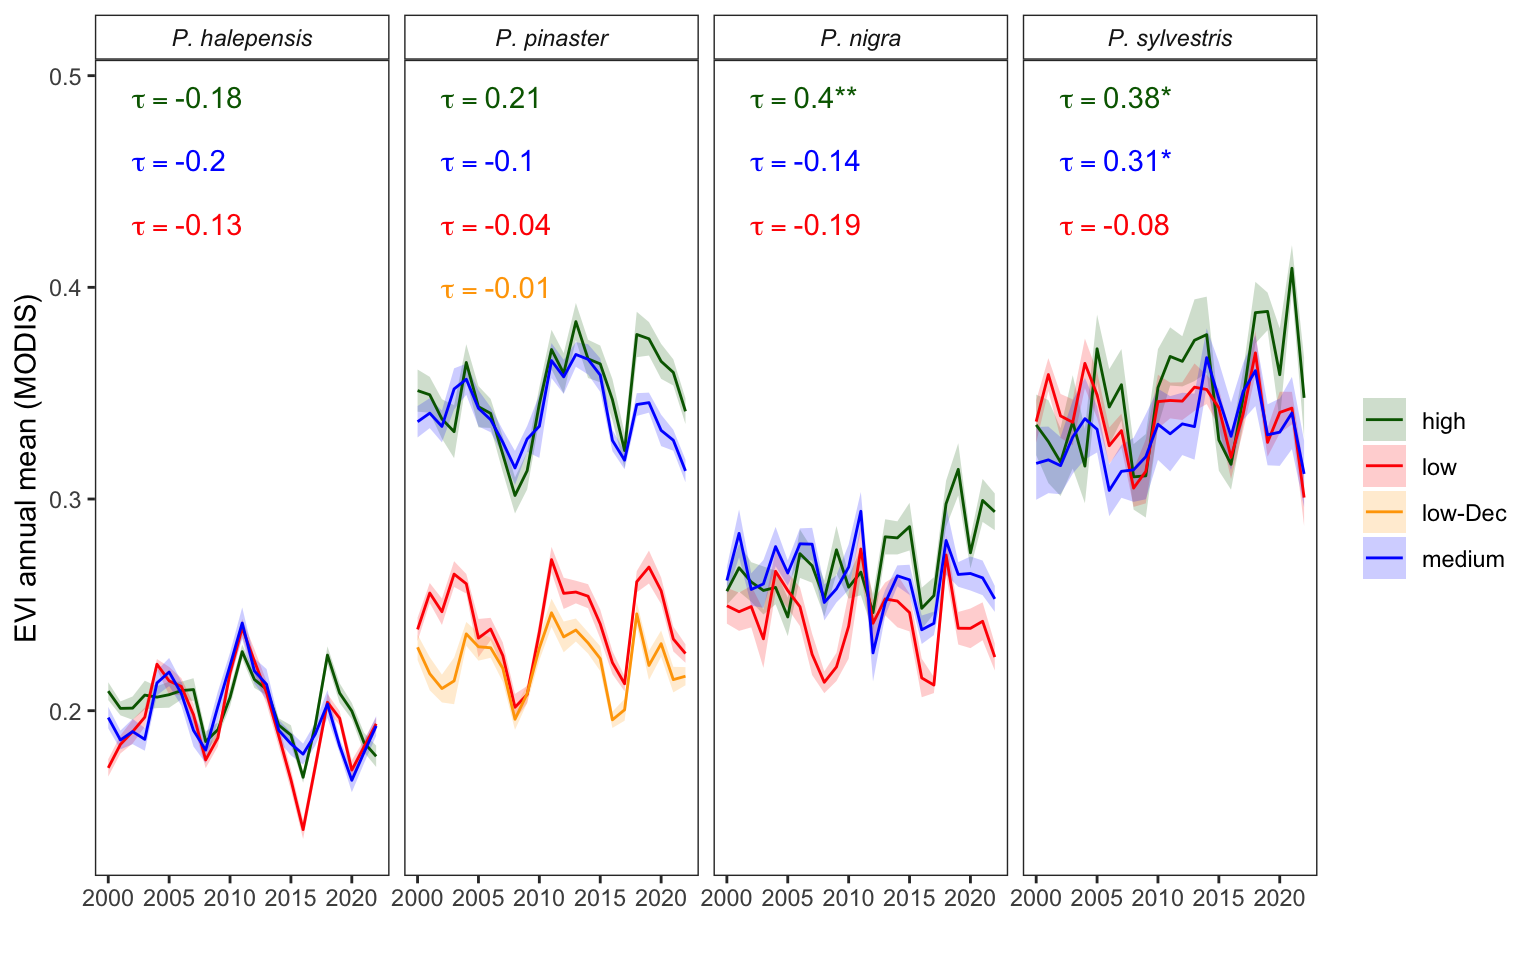 P. halepensis
P. pinaster
P. nigra
P. sylvestris
EVI annual mean (MODIS)
0.5
0.4
0.3
0.2
τ = -0.18
τ = -0.2
τ = -0.13
τ = 0.21
τ = -0.1
τ = -0.04
τ = -0.01
τ = 0.4**
τ = -0.14
τ = -0.19
τ = 0.38*
τ = 0.31*
τ = -0.08
2000 2005 2010 2015 2020
2000 2005 2010 2015 2020
2000 2005 2010 2015 2020
2000 2005 2010 2015 2020
high
low
low-Dec
medium